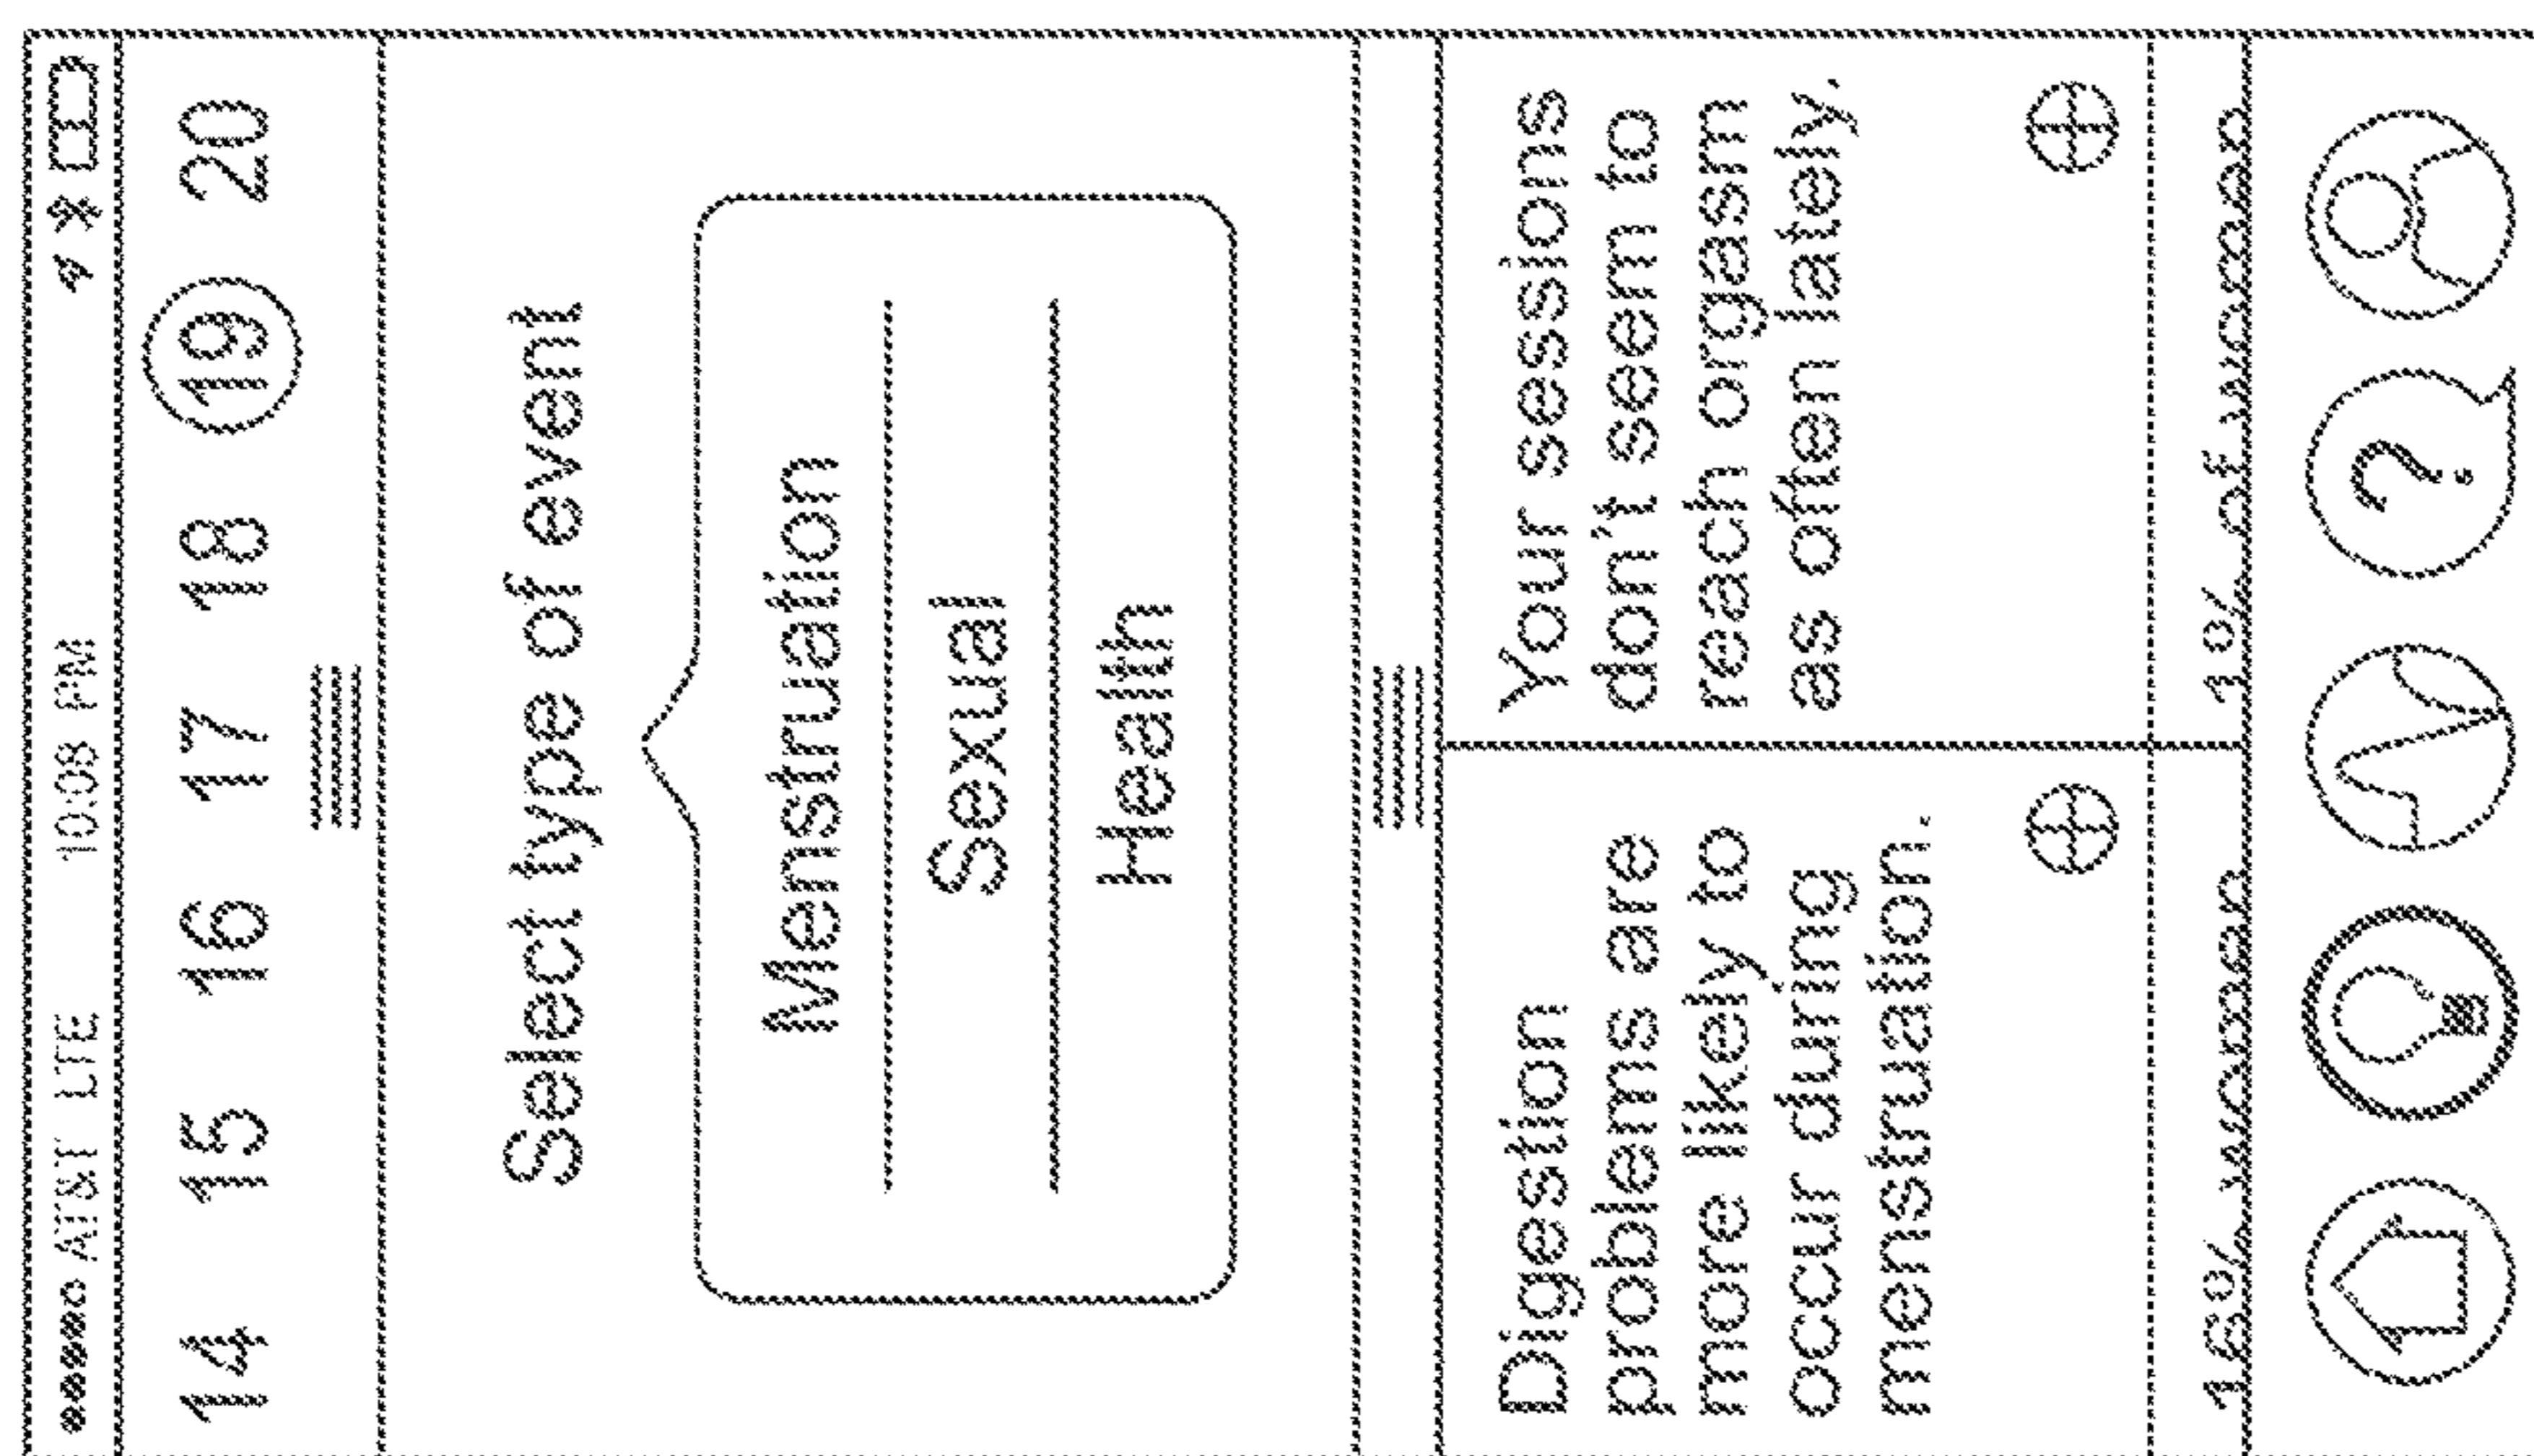 AT&T LTE 10:08 PM
14 15 16 17 18 19 20
Select type of event
Menstruation
Sexual
Health
Digestion
problems are
more likely to
occur during
menstruation.
Your sessions
don't seem to
reach orgasm
as often lately.
16% women
1% of women
?